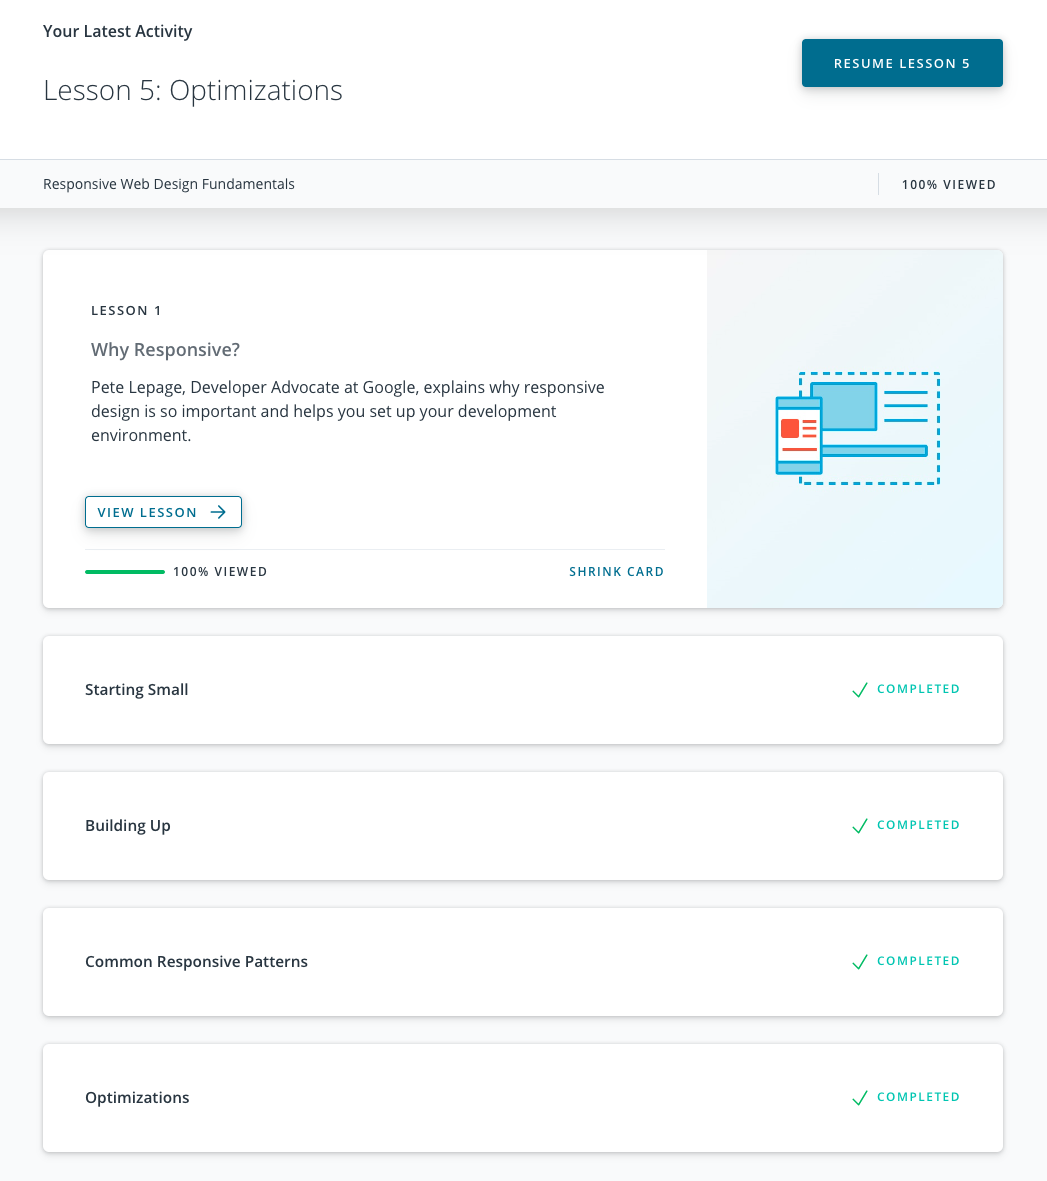 Your Latest Activity
RESUME LESSON 5
Lesson 5: Optimizations
Responsive Web Design Fundamentals
100% VIEWED
LESSON 1
Why Responsive?
Pete Lepage, Developer Advocate at Google, explains why responsive
design is so important and helps you set up your development
environment.
VIEW LESSON
100% VIEWED
SHRINK CARD
Starting Small
COMPLETED
Building Up
COMPLETED
Common Responsive Patterns
COMPLETED
Optimizations
COMPLETED